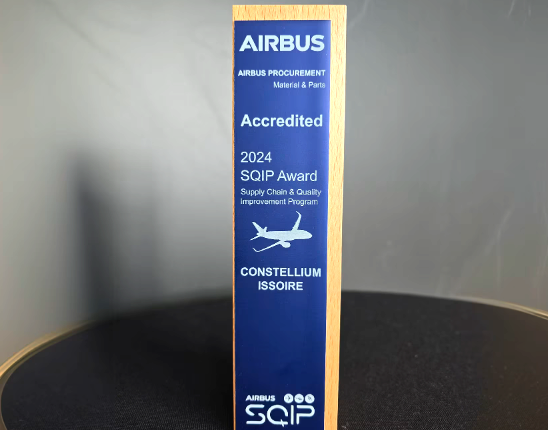 AIRBUS
AIRBUS PROCUREMENT
Material & Parts
Accredited
2024
SQIP Award
Supply Chain & Quality
Improvement Program
CONSTELLIUM
ISSOIRE
AIRBUS
SQIP